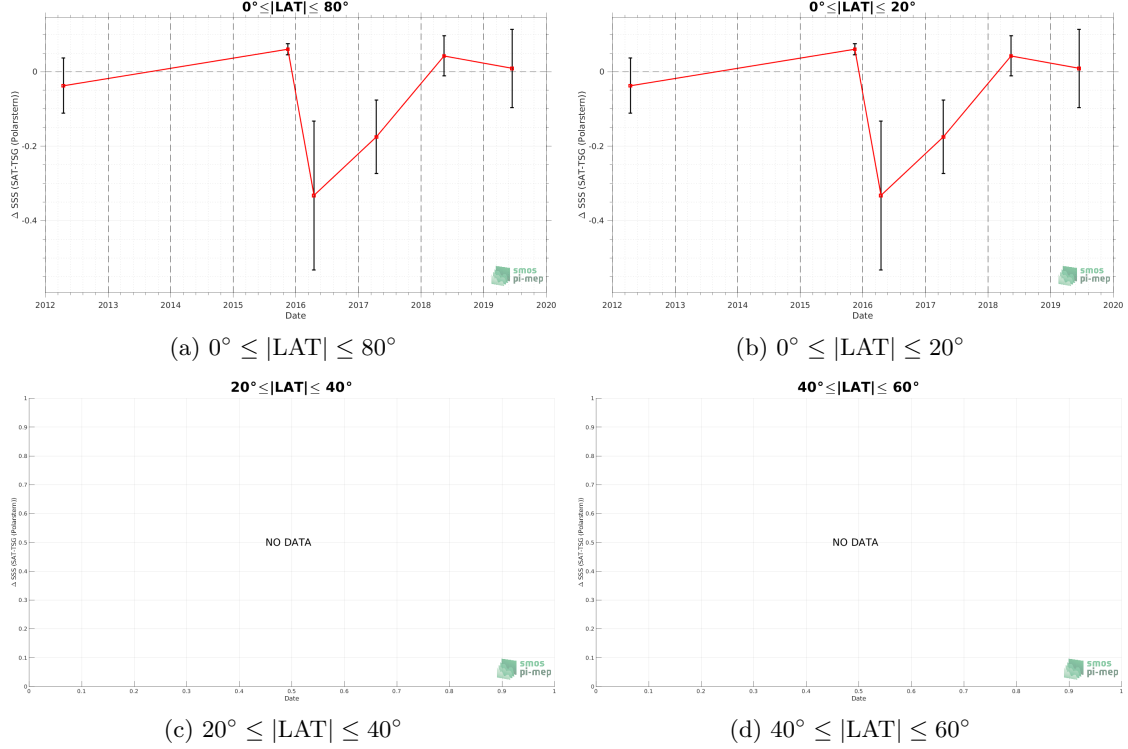 0°≤|LAT|≤ 80°
Δ SSS (SAT-TSG (Polarstern))
0
-0.2
-0.4
2012 2013 2014 2015 2016 2017 2018 2019 2020
Date
smos
pi-mep
(a) 0° ≤ |LAT| ≤ 80°
0°≤|LAT|≤ 20°
Δ SSS (SAT-TSG (Polarstern))
0
-0.2
-0.4
2012 2013 2014 2015 2016 2017 2018 2019 2020
Date
smos
pi-mep
(b) 0° ≤ |LAT| ≤ 20°
20°≤|LAT|≤ 40°
Δ SSS (SAT-TSG (Polarstern))
1
0.9
0.8
0.7
0.6
0.5
0.4
0.3
0.2
0.1
0
NO DATA
0 0.1 0.2 0.3 0.4 0.5 0.6 0.7 0.8 0.9 1
Date
smos
pi-mep
(c) 20° ≤ |LAT| ≤ 40°
40°≤|LAT|≤ 60°
Δ SSS (SAT-TSG (Polarstern))
1
0.9
0.8
0.7
0.6
0.5
0.4
0.3
0.2
0.1
0
NO DATA
0 0.1 0.2 0.3 0.4 0.5 0.6 0.7 0.8 0.9 1
Date
smos
pi-mep
(d) 40° ≤ |LAT| ≤ 60°